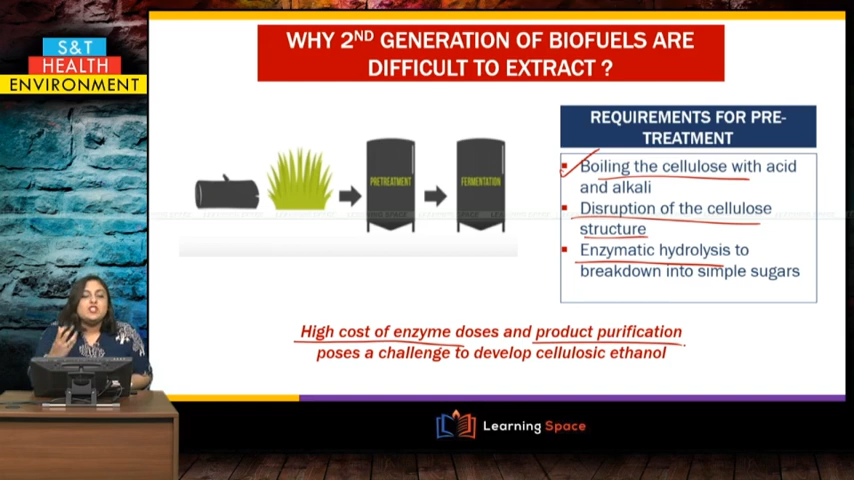 S&T
HEALTH
ENVIRONMENT
WHY 2ND GENERATION OF BIOFUELS ARE
DIFFICULT TO EXTRACT ?
PRETREATMENT
FERMENTATION
REQUIREMENTS FOR PRE-
TREATMENT
Boiling the cellulose with acid
and alkali
Disruption of the cellulose
structure
Enzymatic hydrolysis to
breakdown into simple sugars
High cost of enzyme doses and product purification
poses a challenge to develop cellulosic ethanol
Learning Space